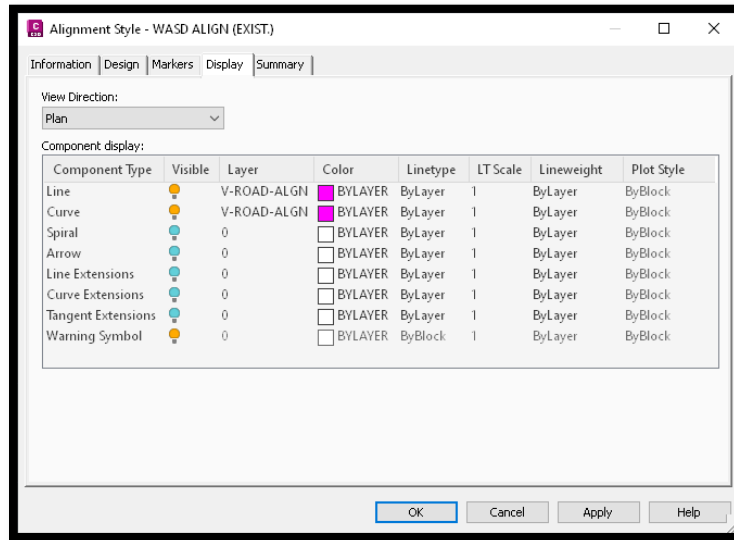 C
C3D
Alignment Style - WASD ALIGN (EXIST.)
Information Design Markers Display Summary
View Direction:
Plan
Component display:
Component Type Visible Layer Color Linetype LT Scale Lineweight Plot Style
Line V-ROAD-ALGN BYLAYER ByLayer 1 ByLayer ByBlock
Curve V-ROAD-ALGN BYLAYER ByLayer 1 ByLayer ByBlock
Spiral 0 BYLAYER ByLayer 1 ByLayer ByBlock
Arrow 0 BYLAYER ByLayer 1 ByLayer ByBlock
Line Extensions 0 BYLAYER ByLayer 1 ByLayer ByBlock
Curve Extensions 0 BYLAYER ByLayer 1 ByLayer ByBlock
Tangent Extensions 0 BYLAYER ByLayer 1 ByLayer ByBlock
Warning Symbol 0 BYLAYER ByBlock 1 ByLayer ByBlock
OK Cancel Apply Help